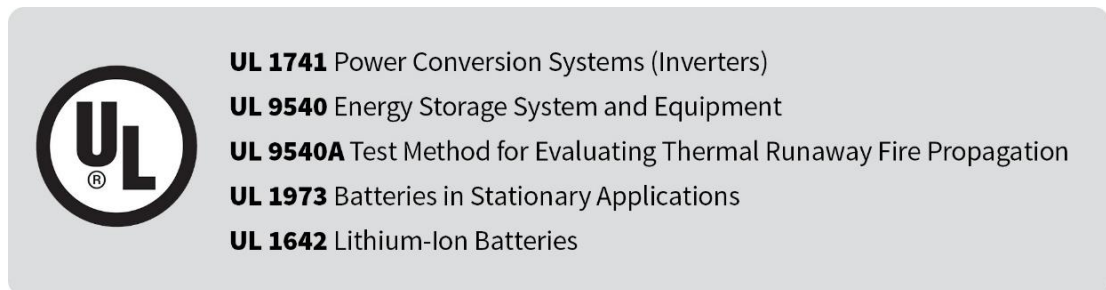 UL
®
UL 1741 Power Conversion Systems (Inverters)
UL 9540 Energy Storage System and Equipment
UL 9540A Test Method for Evaluating Thermal Runaway Fire Propagation
UL 1973 Batteries in Stationary Applications
UL 1642 Lithium-Ion Batteries